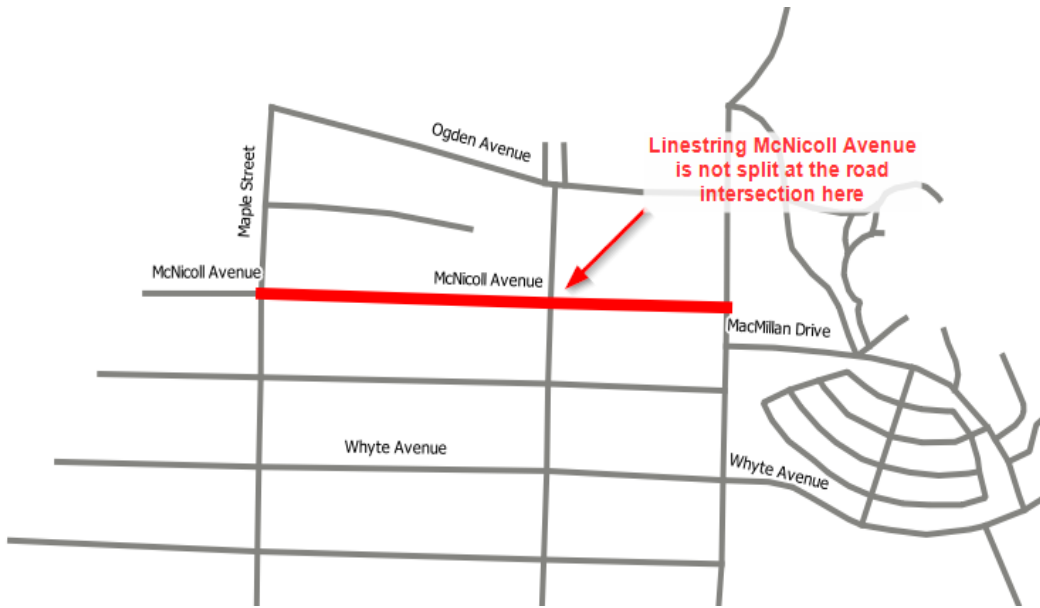 Ogden Avenue
Linestring McNicoll Avenue
is not split at the road
intersection here
Maple Street
McNicoll Avenue
McNicoll Avenue
MacMillan Drive
Whyte Avenue
Whyte Avenue